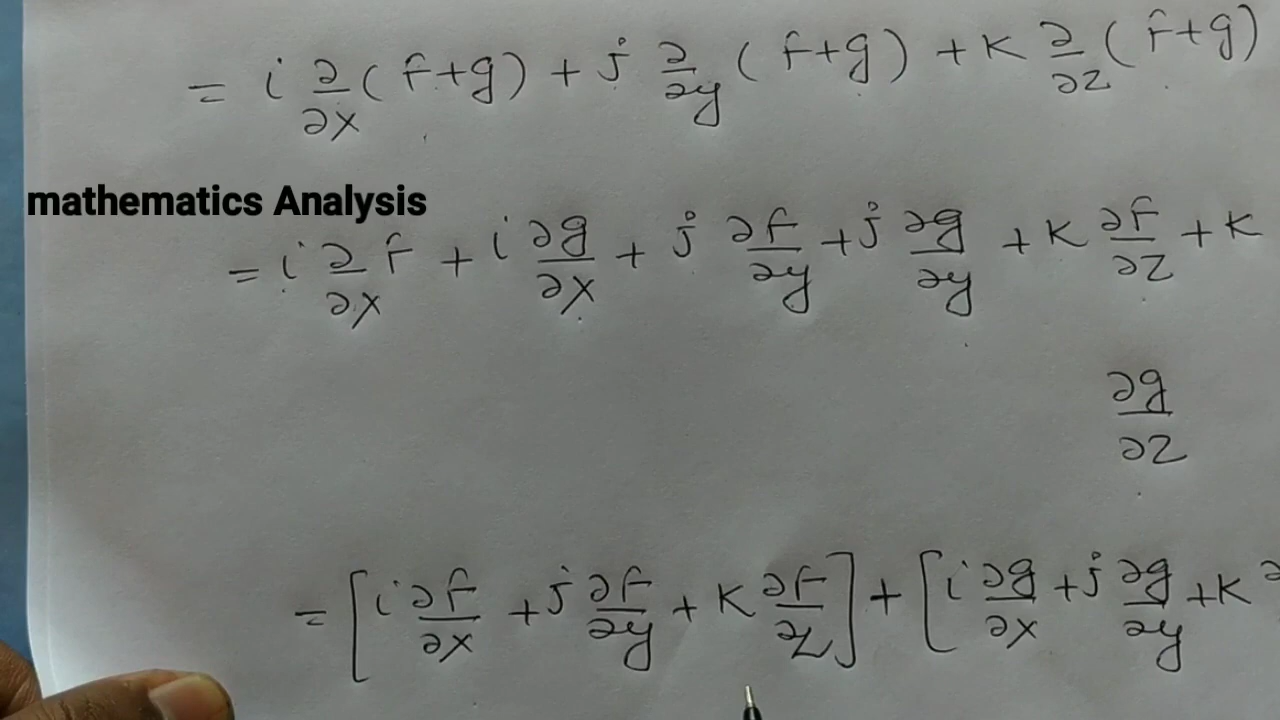 = i ∂/∂x (f+g) + j ∂/∂y (f+g) + k ∂/∂z (f+g)
mathematics Analysis
= i ∂/∂x f + i ∂g/∂x + j ∂f/∂y + j ∂g/∂y + k ∂f/∂z + k
∂g/∂z
= [i ∂f/∂x + j ∂f/∂y + k ∂f/∂z] + [i ∂g/∂x + j ∂g/∂y + k